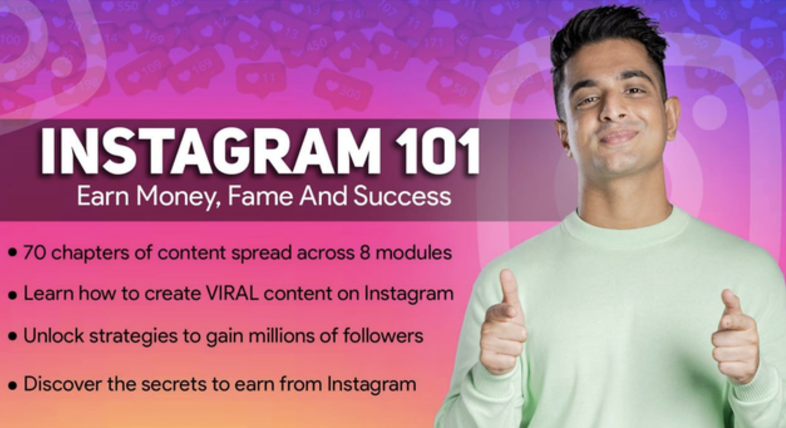 INSTAGRAM 101
Earn Money, Fame And Success
• 70 chapters of content spread across 8 modules
• Learn how to create VIRAL content on Instagram
• Unlock strategies to gain millions of followers
• Discover the secrets to earn from Instagram